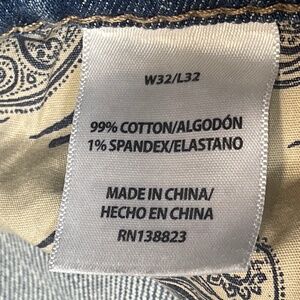 W32/L32
99% COTTON/ALGODÓN
1% SPANDEX/ELASTANO
MADE IN CHINA/
HECHO EN CHINA
RN138823